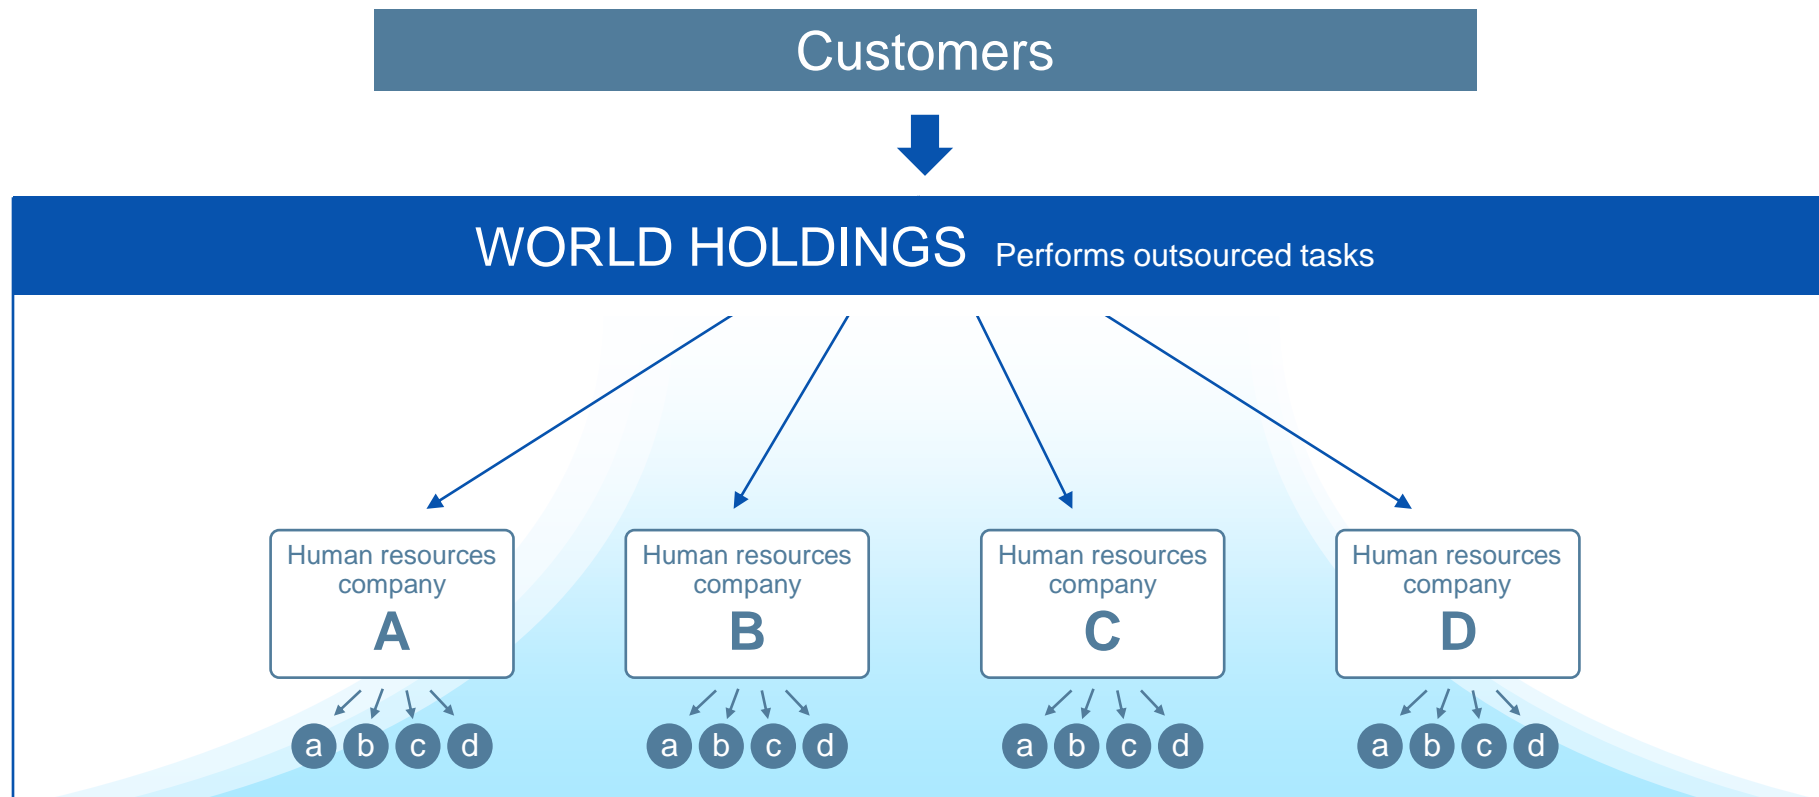 Customers
WORLD HOLDINGS Performs outsourced tasks
Human resources
company
A
Human resources
company
B
Human resources
company
C
Human resources
company
D
a b c d
a b c d
a b c d
a b c d